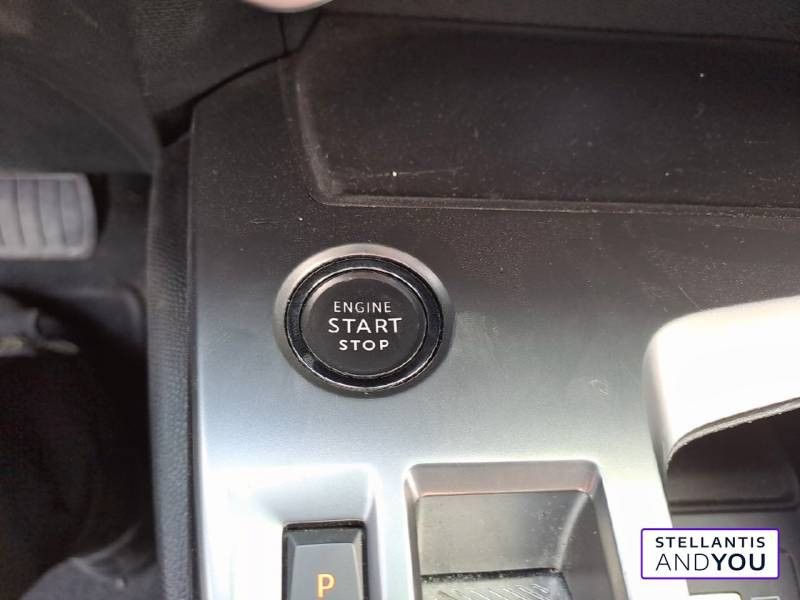 ENGINE
START
STOP
P
STELLANTIS
ANDYOU